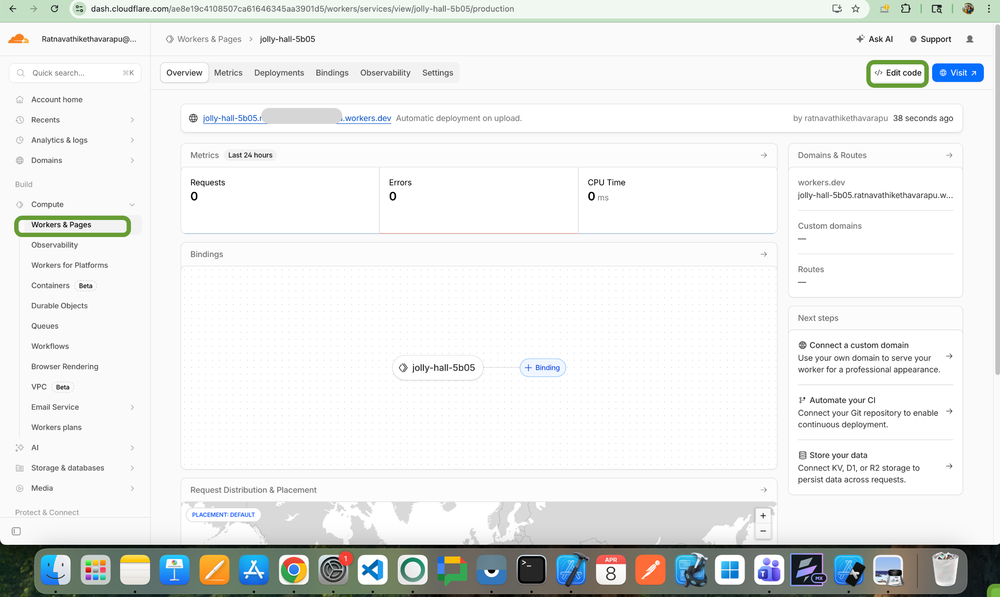 dash.cloudflare.com/ae8e19c4108507ca61646345aa3901d5/workers/services/view/jolly-hall-5b05/production
Ratnavathikethavarapu@...
Workers & Pages > jolly-hall-5b05
Ask AI
Support
Quick search...
⌘K
Overview
Metrics
Deployments
Bindings
Observability
Settings
</> Edit code
Visit
Account home
Recents
Analytics & logs
Domains
Build
Compute
Workers & Pages
Observability
Workers for Platforms
Containers Beta
Durable Objects
Queues
Workflows
Browser Rendering
VPC Beta
Email Service
Workers plans
AI
Storage & databases
Media
Protect & Connect
jolly-hall-5b05. .workers.dev Automatic deployment on upload.
by ratnavathikethavarapu 38 seconds ago
Metrics Last 24 hours
Requests
0
Errors
0
CPU Time
0 ms
Bindings
jolly-hall-5b05
+ Binding
Request Distribution & Placement
PLACEMENT: DEFAULT
+
−
Domains & Routes
workers.dev
jolly-hall-5b05.ratnavathikethavarapu.w...
Custom domains
—
Routes
—
Next steps
Connect a custom domain
Use your own domain to serve your
worker for a professional appearance.
Automate your CI
Connect your Git repository to enable
continuous deployment.
Store your data
Connect KV, D1, or R2 storage to
persist data across requests.
1
>_
APR
8
T
MX